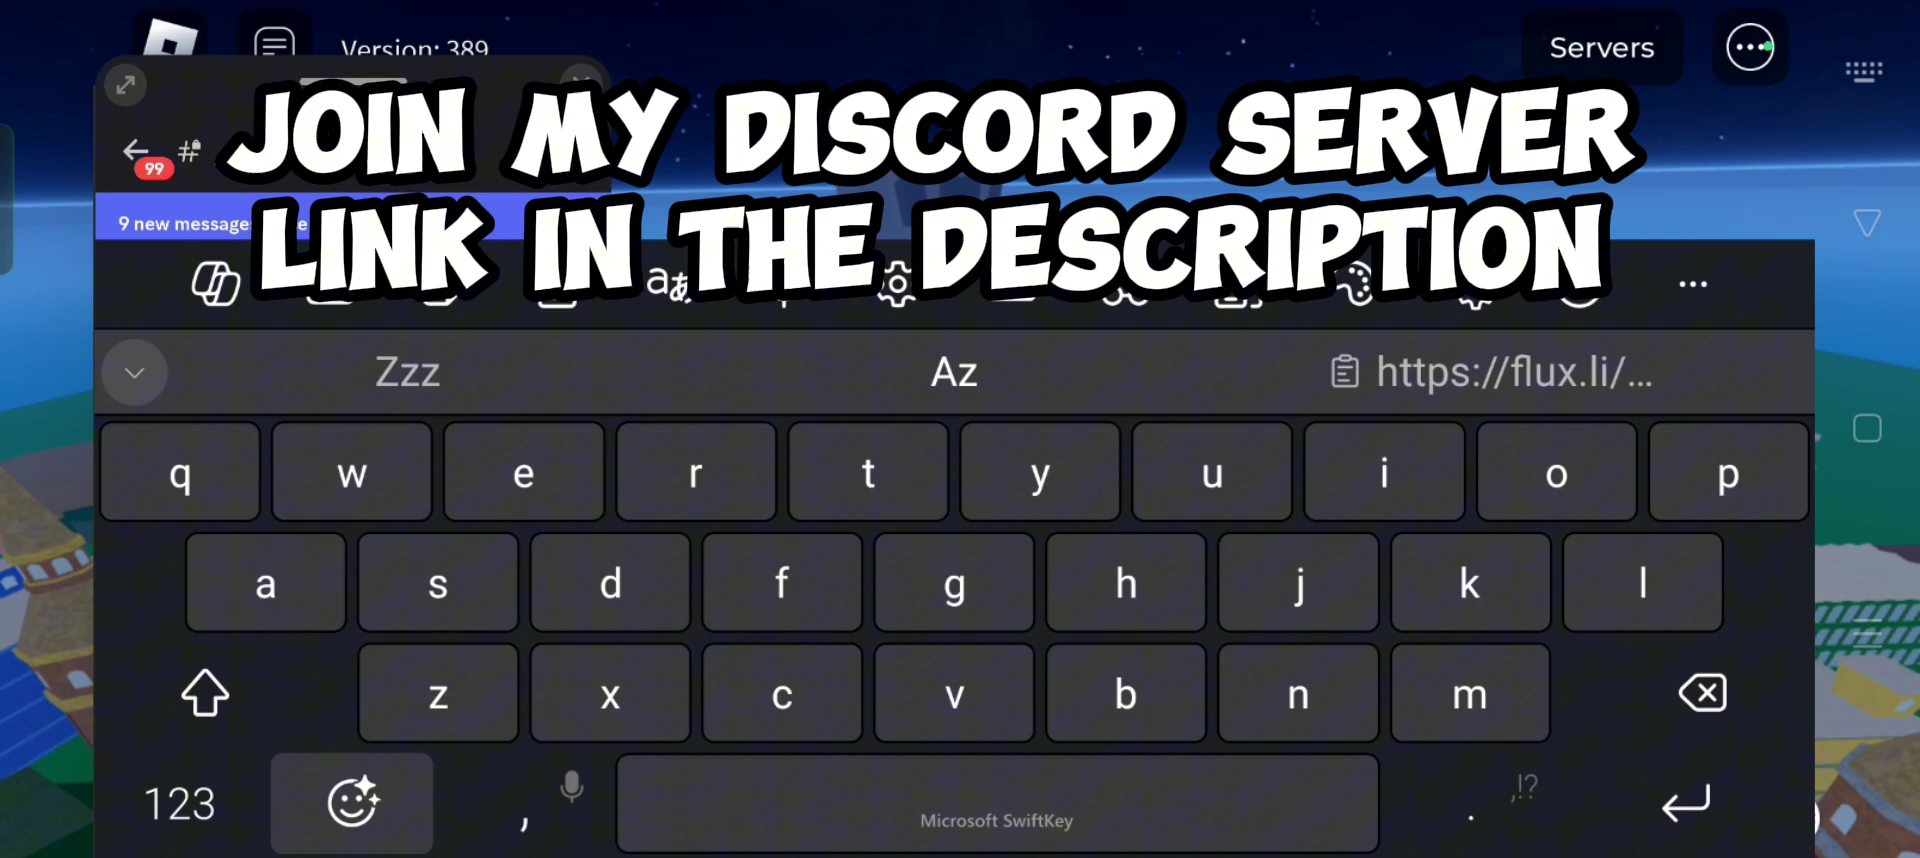 Version: 389
Servers
JOIN MY DISCORD SERVER
99
#
9 new messages
LINK IN THE DESCRIPTION
Zzz
Az
https://flux.li/...
q w e r t y u i o p
a s d f g h j k l
z x c v b n m
123
,
Microsoft SwiftKey
.
,!?